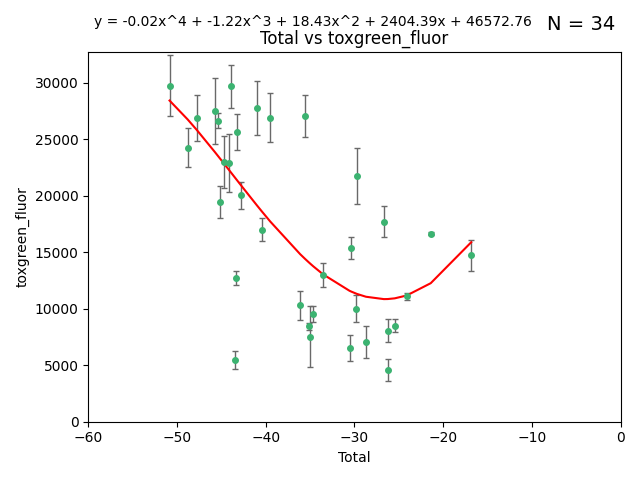 y = -0.02x^4 + -1.22x^3 + 18.43x^2 + 2404.39x + 46572.76
N = 34
Total vs toxgreen_fluor
30000
25000
20000
15000
10000
5000
0
toxgreen_fluor
−60
−50
−40
−30
−20
−10
0
Total